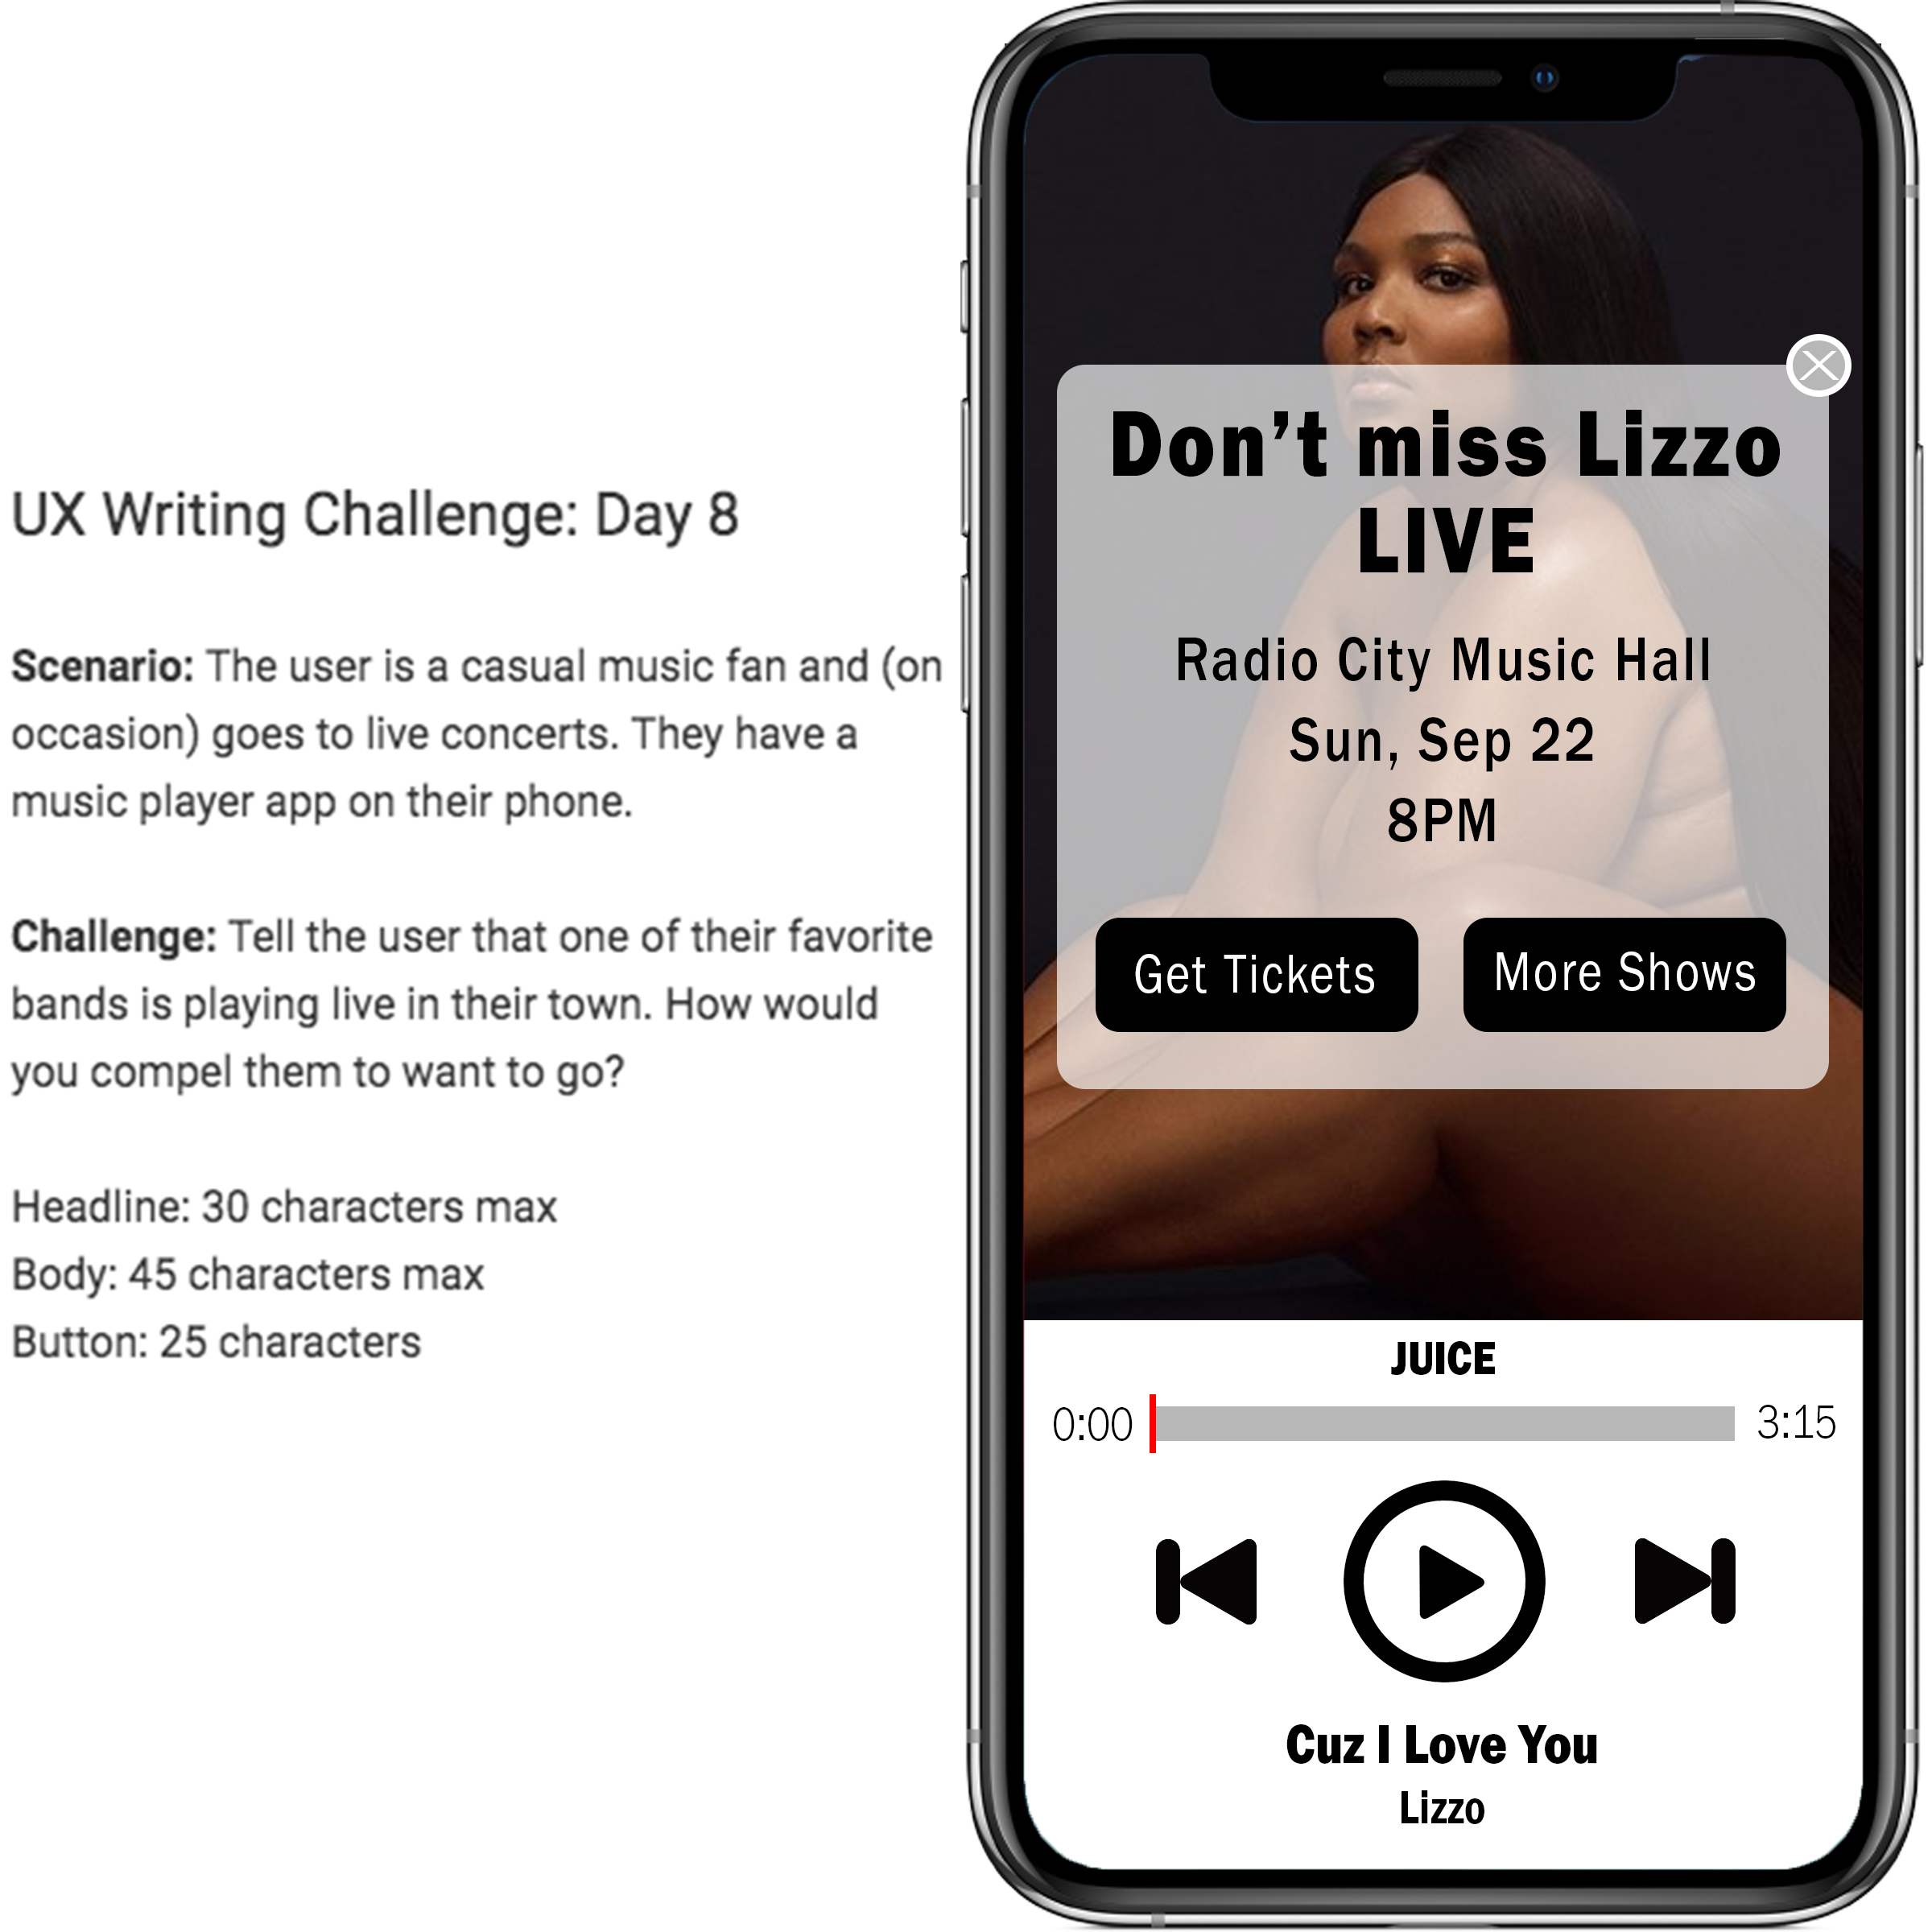 UX Writing Challenge: Day 8
Scenario: The user is a casual music fan and (on
occasion) goes to live concerts. They have a
music player app on their phone.
Challenge: Tell the user that one of their favorite
bands is playing live in their town. How would
you compel them to want to go?
Headline: 30 characters max
Body: 45 characters max
Button: 25 characters
Don't miss Lizzo
LIVE
Radio City Music Hall
Sun, Sep 22
8PM
Get Tickets
More Shows
JUICE
0:00
3:15
Cuz I Love You
Lizzo